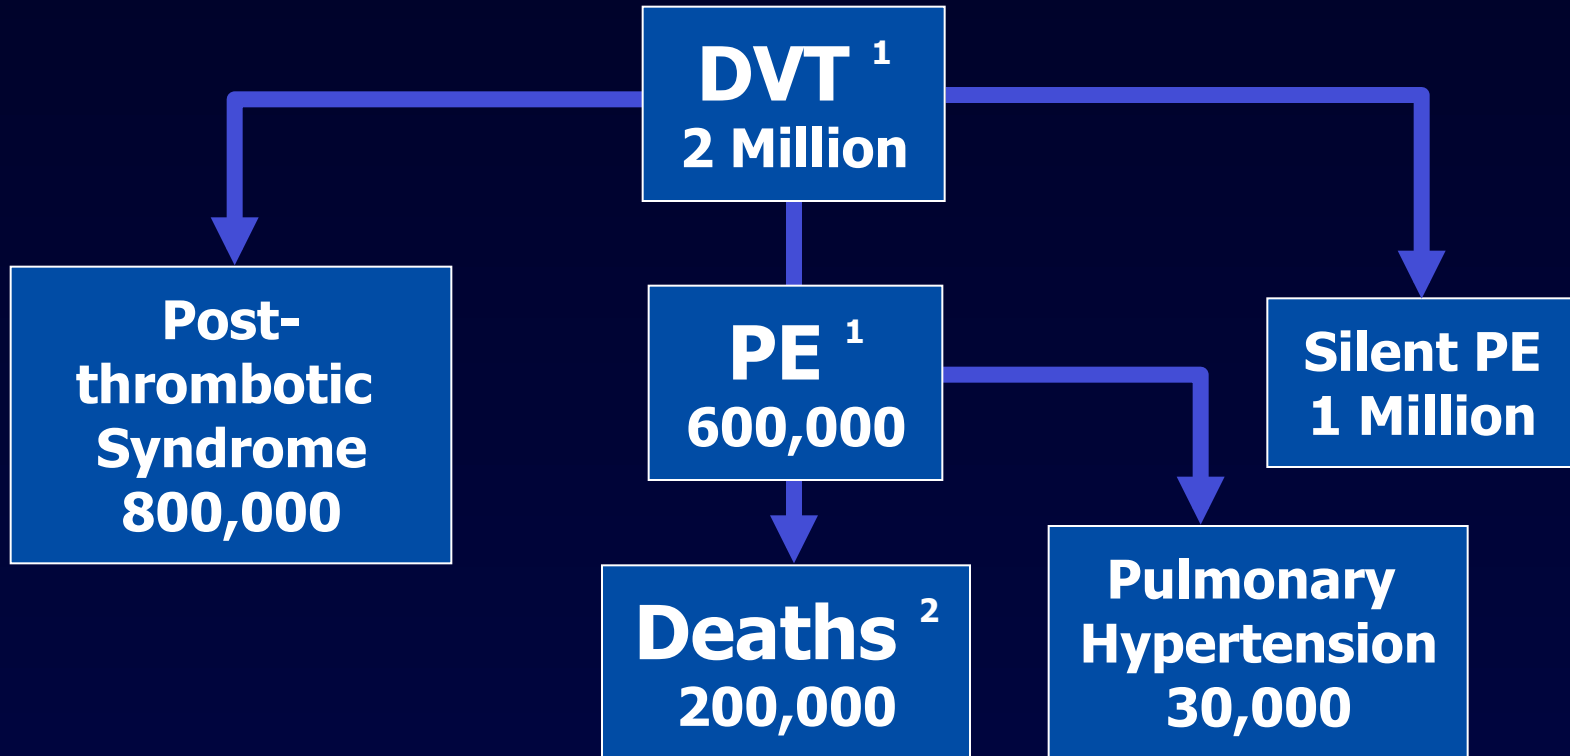 DVT 1
2 Million
Post-
thrombotic
Syndrome
800,000
PE 1
600,000
Silent PE
1 Million
Deaths 2
200,000
Pulmonary
Hypertension
30,000